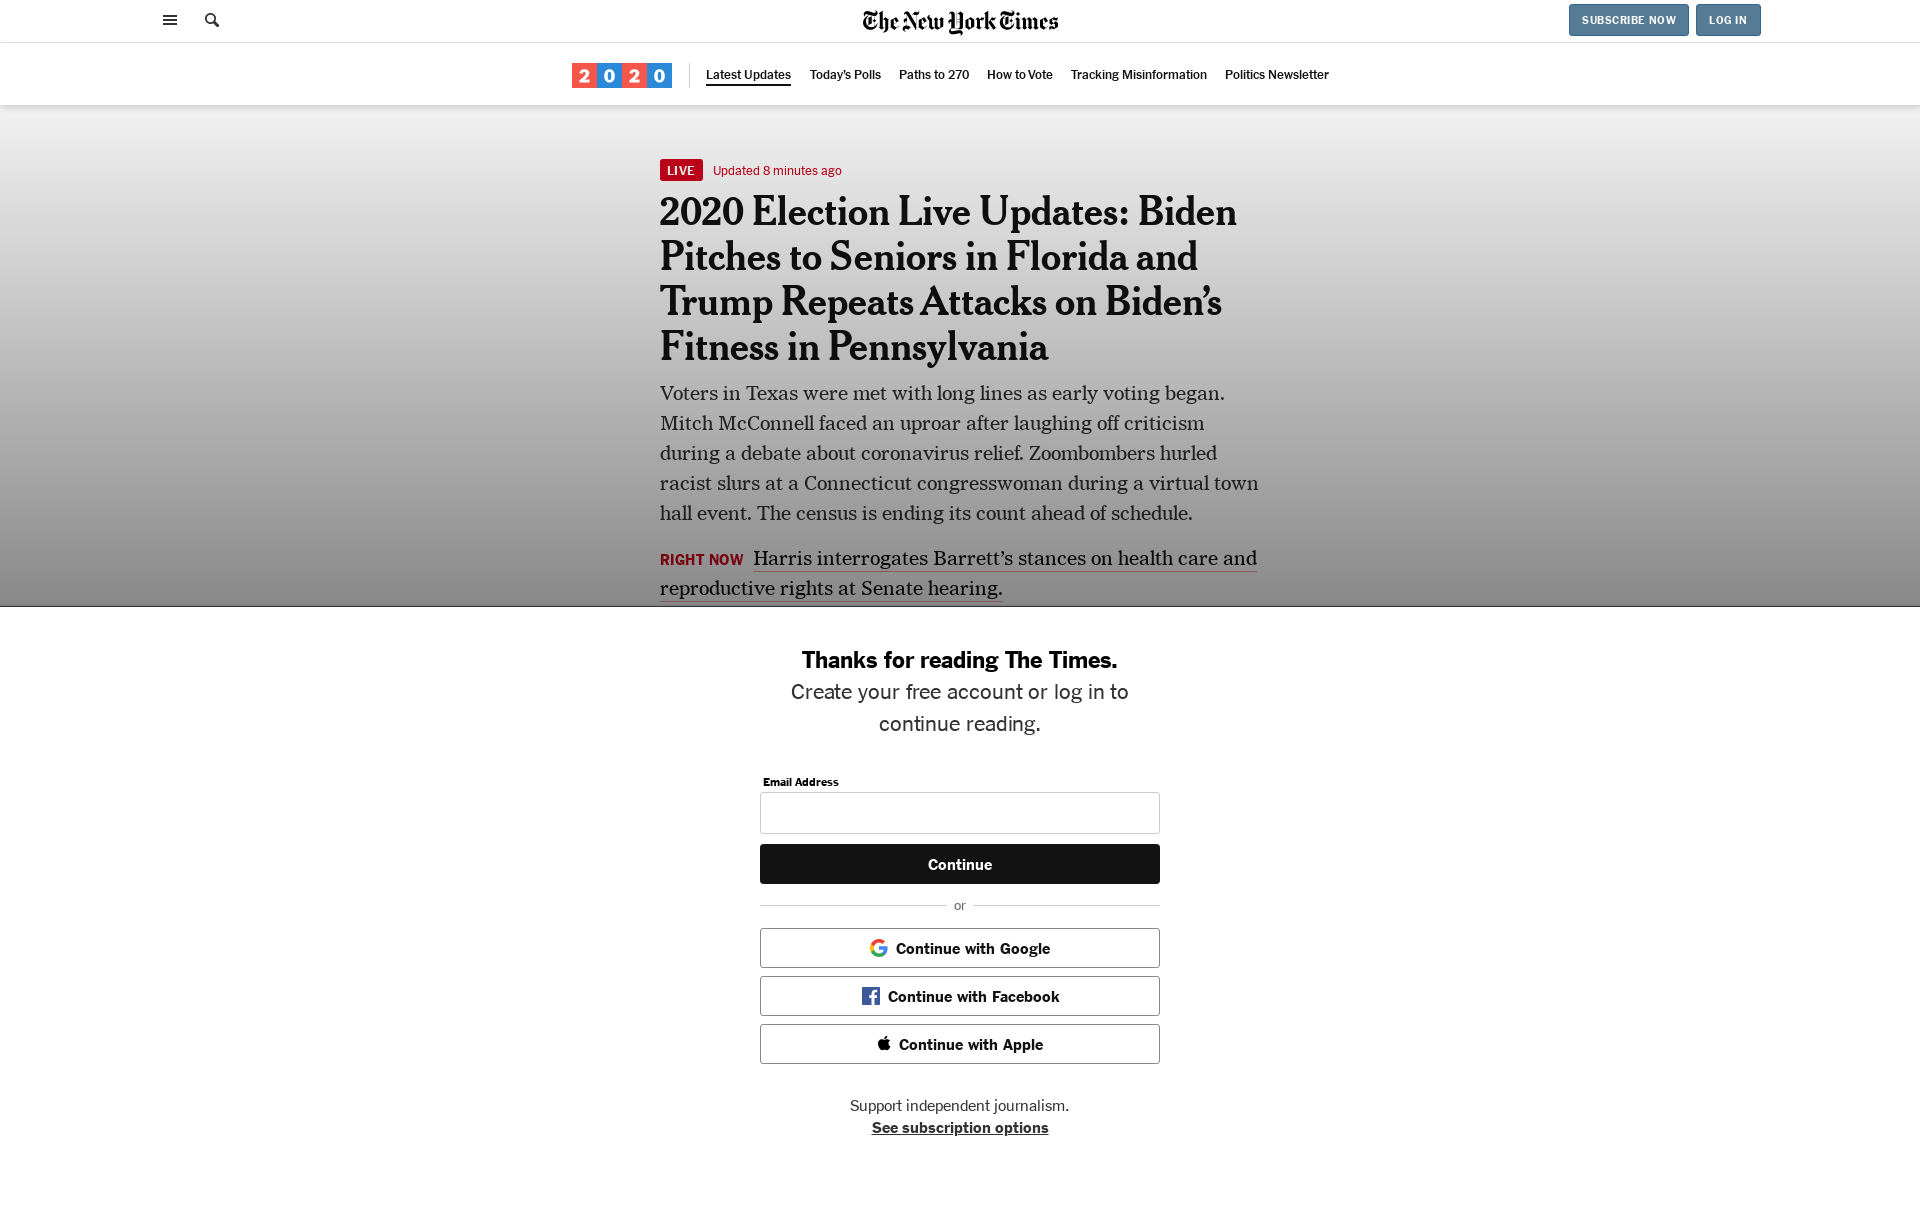 The New York Times
SUBSCRIBE NOW
LOG IN
2020
Latest Updates
Today's Polls
Paths to 270
How to Vote
Tracking Misinformation
Politics Newsletter
LIVE Updated 8 minutes ago
2020 Election Live Updates: Biden
Pitches to Seniors in Florida and
Trump Repeats Attacks on Biden’s
Fitness in Pennsylvania
Voters in Texas were met with long lines as early voting began.
Mitch McConnell faced an uproar after laughing off criticism
during a debate about coronavirus relief. Zoombombers hurled
racist slurs at a Connecticut congresswoman during a virtual town
hall event. The census is ending its count ahead of schedule.
RIGHT NOW Harris interrogates Barrett’s stances on health care and
reproductive rights at Senate hearing.
Thanks for reading The Times.
Create your free account or log in to
continue reading.
Email Address
Continue
or
Continue with Google
Continue with Facebook
Continue with Apple
Support independent journalism.
See subscription options